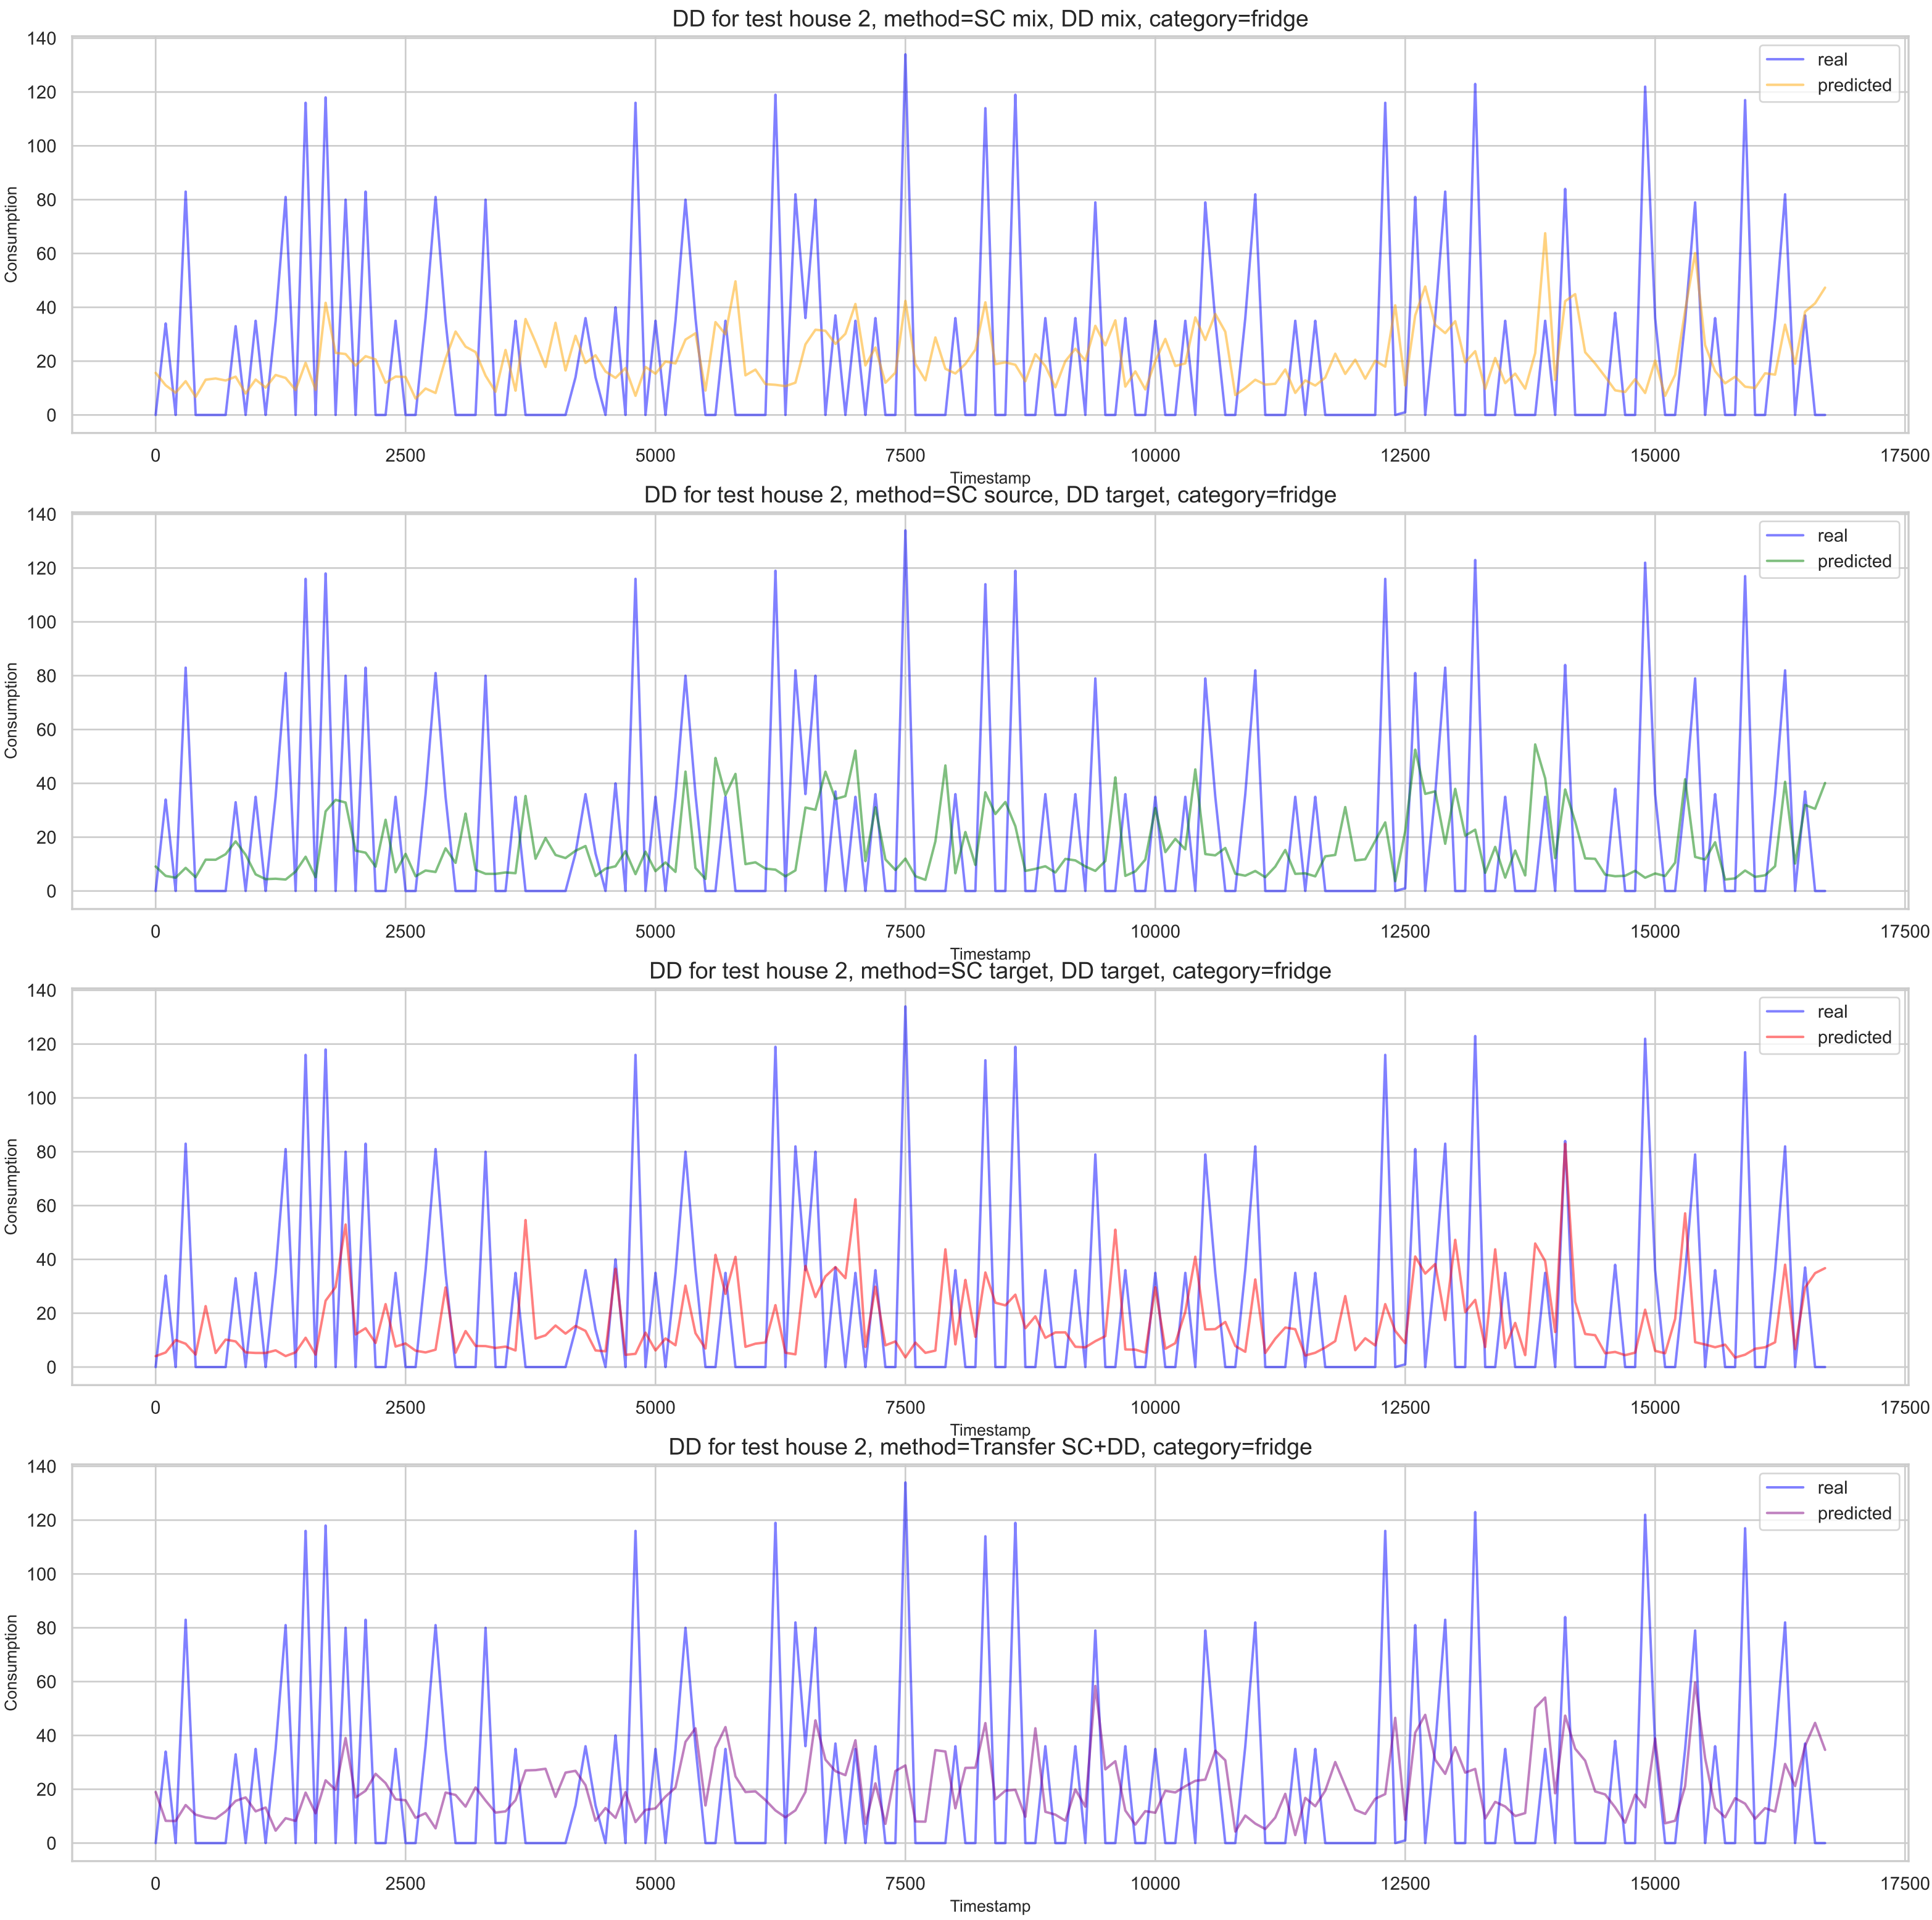 DD for test house 2, method=SC mix, DD mix, category=fridge
140
120
100
80
60
40
20
0
Consumption
real
predicted
0 2500 5000 7500 10000 12500 15000 17500
Timestamp
DD for test house 2, method=SC source, DD target, category=fridge
140
120
100
80
60
40
20
0
Consumption
real
predicted
0 2500 5000 7500 10000 12500 15000 17500
Timestamp
DD for test house 2, method=SC target, DD target, category=fridge
140
120
100
80
60
40
20
0
Consumption
real
predicted
0 2500 5000 7500 10000 12500 15000 17500
Timestamp
DD for test house 2, method=Transfer SC+DD, category=fridge
140
120
100
80
60
40
20
0
Consumption
real
predicted
0 2500 5000 7500 10000 12500 15000 17500
Timestamp